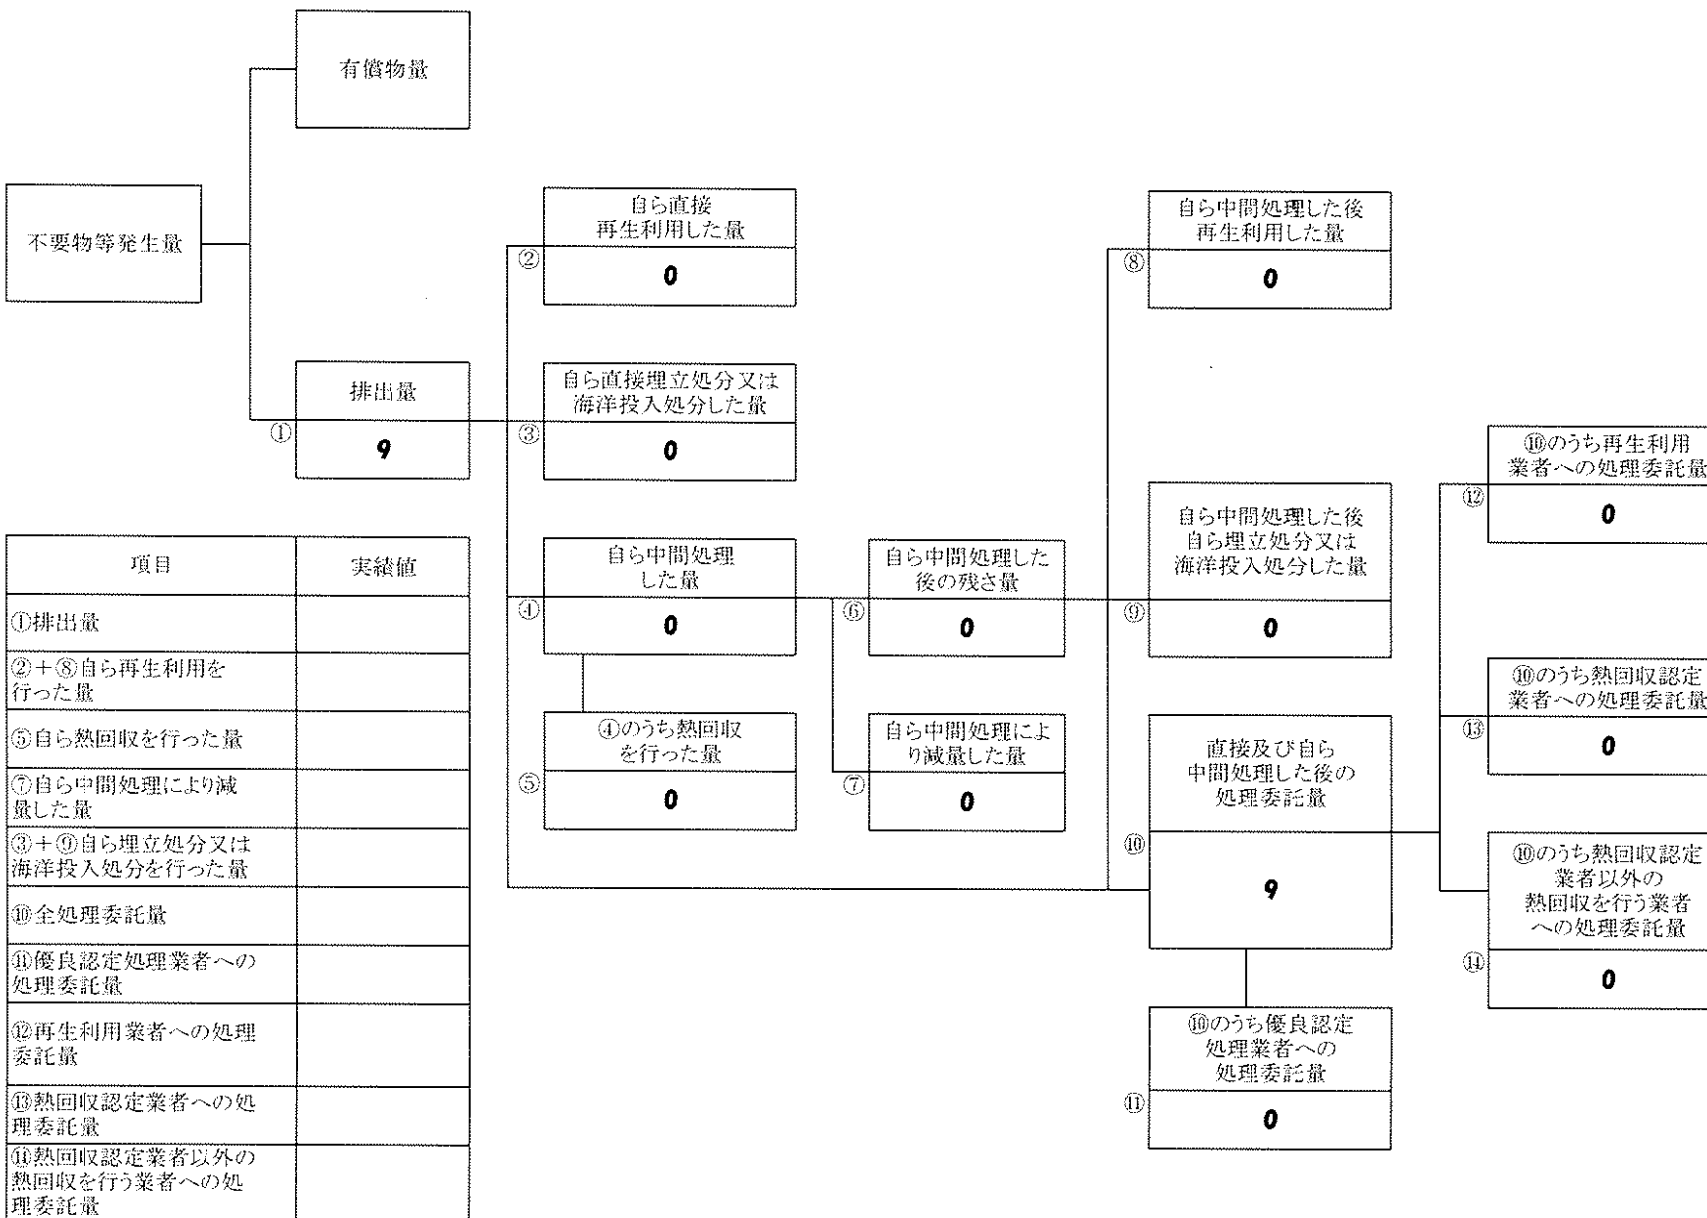 有償物量
不要物等発生量
自ら直接
再生利用した量
②
0
自ら中間処理した後
再生利用した量
⑧
0
排出量
①
9
自ら直接埋立処分又は
海洋投入処分した量
③
0
⑩のうち再生利用
業者への処理委託量
⑫
0
自ら中間処理
した量
④
0
自ら中間処理した
後の残さ量
⑥
0
自ら中間処理した後
自ら埋立処分又は
海洋投入処分した量
⑨
0
⑩のうち熱回収認定
業者への処理委託量
⑬
0
④のうち熱回収
を行った量
⑤
0
自ら中間処理によ
り減量した量
⑦
0
直接及び自ら
中間処理した後の
処理委託量
⑩
9
⑩のうち熱回収認定
業者以外の
熱回収を行う業者
への処理委託量
⑭
0
⑩のうち優良認定
処理業者への
処理委託量
⑪
0
項目 実績値
①排出量
②+⑧自ら再生利用を
行った量
⑤自ら熱回収を行った量
⑦自ら中間処理により減
量した量
③+⑨自ら埋立処分又は
海洋投入処分を行った量
⑩全処理委託量
⑪優良認定処理業者への
処理委託量
⑫再生利用業者への処理
委託量
⑬熱回収認定業者への処
理委託量
⑭熱回収認定業者以外の
熱回収を行う業者への処
理委託量